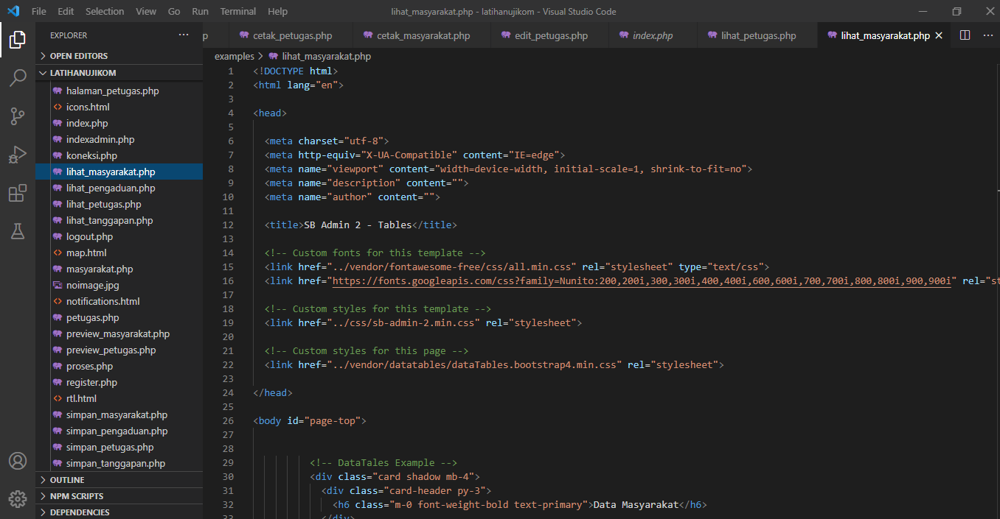 File Edit Selection View Go Run Terminal Help lihat_masyarakat.php - latihanujikom - Visual Studio Code
EXPLORER ···
OPEN EDITORS
LATIHANUJIKOM
halaman_petugas.php
icons.html
index.php
indexadmin.php
koneksi.php
lihat_masyarakat.php
lihat_pengaduan.php
lihat_petugas.php
lihat_tanggapan.php
logout.php
map.html
masyarakat.php
noimage.jpg
notifications.html
petugas.php
preview_masyarakat.php
preview_petugas.php
proses.php
register.php
rtl.html
simpan_masyarakat.php
simpan_pengaduan.php
simpan_petugas.php
simpan_tanggapan.php
OUTLINE
NPM SCRIPTS
DEPENDENCIES
p cetak_petugas.php cetak_masyarakat.php edit_petugas.php index.php lihat_petugas.php lihat_masyarakat.php ···
examples > lihat_masyarakat.php
1 <!DOCTYPE html>
2 <html lang="en">
3
4 <head>
5
6 <meta charset="utf-8">
7 <meta http-equiv="X-UA-Compatible" content="IE=edge">
8 <meta name="viewport" content="width=device-width, initial-scale=1, shrink-to-fit=no">
9 <meta name="description" content="">
10 <meta name="author" content="">
11
12 <title>SB Admin 2 - Tables</title>
13
14 <!-- Custom fonts for this template -->
15 <link href="../vendor/fontawesome-free/css/all.min.css" rel="stylesheet" type="text/css">
16 <link href="https://fonts.googleapis.com/css?family=Nunito:200,200i,300,300i,400,400i,600,600i,700,700i,800,800i,900,900i" rel="st
17
18 <!-- Custom styles for this template -->
19 <link href="../css/sb-admin-2.min.css" rel="stylesheet">
20
21 <!-- Custom styles for this page -->
22 <link href="../vendor/datatables/dataTables.bootstrap4.min.css" rel="stylesheet">
23
24 </head>
25
26 <body id="page-top">
27
28
29 <!-- DataTales Example -->
30 <div class="card shadow mb-4">
31 <div class="card-header py-3">
32 <h6 class="m-0 font-weight-bold text-primary">Data Masyarakat</h6>
33 </div>